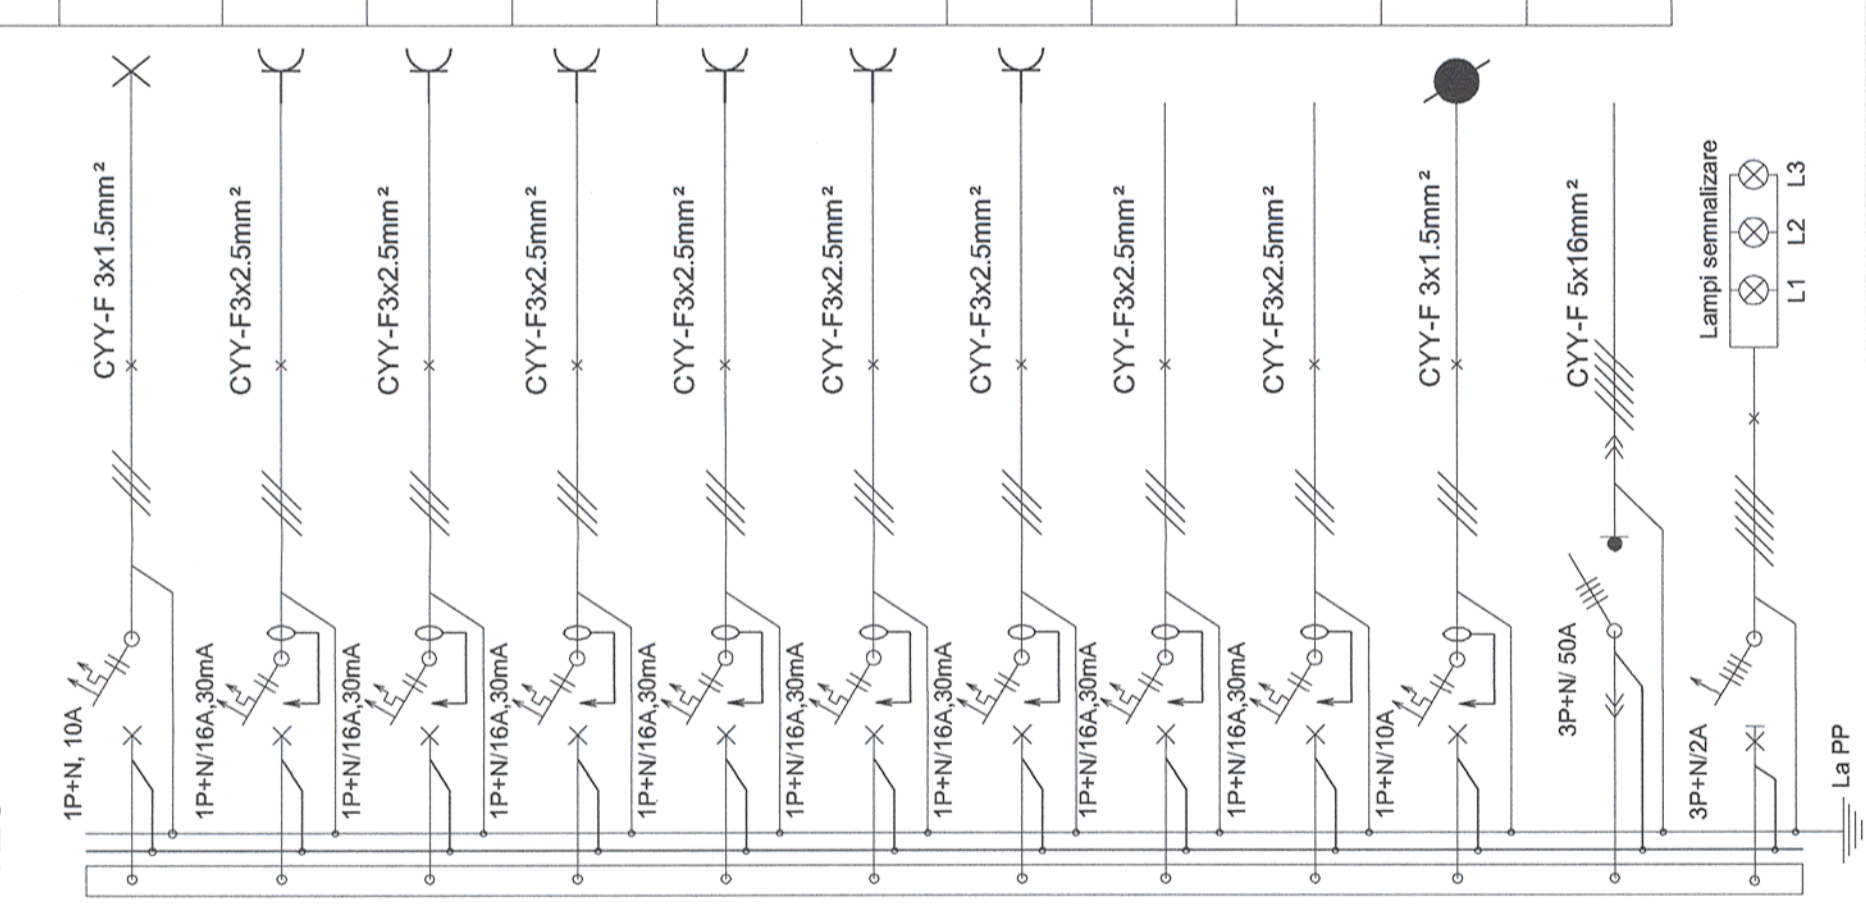 1P+N, 10A
CYY-F 3x1.5mm²
1P+N/16A,30mA
CYY-F3x2.5mm²
1P+N/16A,30mA
CYY-F3x2.5mm²
1P+N/16A,30mA
CYY-F3x2.5mm²
1P+N/16A,30mA
CYY-F3x2.5mm²
1P+N/16A,30mA
CYY-F3x2.5mm²
1P+N/16A,30mA
CYY-F3x2.5mm²
1P+N/16A,30mA
CYY-F3x2.5mm²
1P+N/16A,30mA
CYY-F3x2.5mm²
1P+N/10A
CYY-F 3x1.5mm²
3P+N/ 50A
CYY-F 5x16mm²
3P+N/2A
Lampi semnalizare
L1 L2 L3
La PP